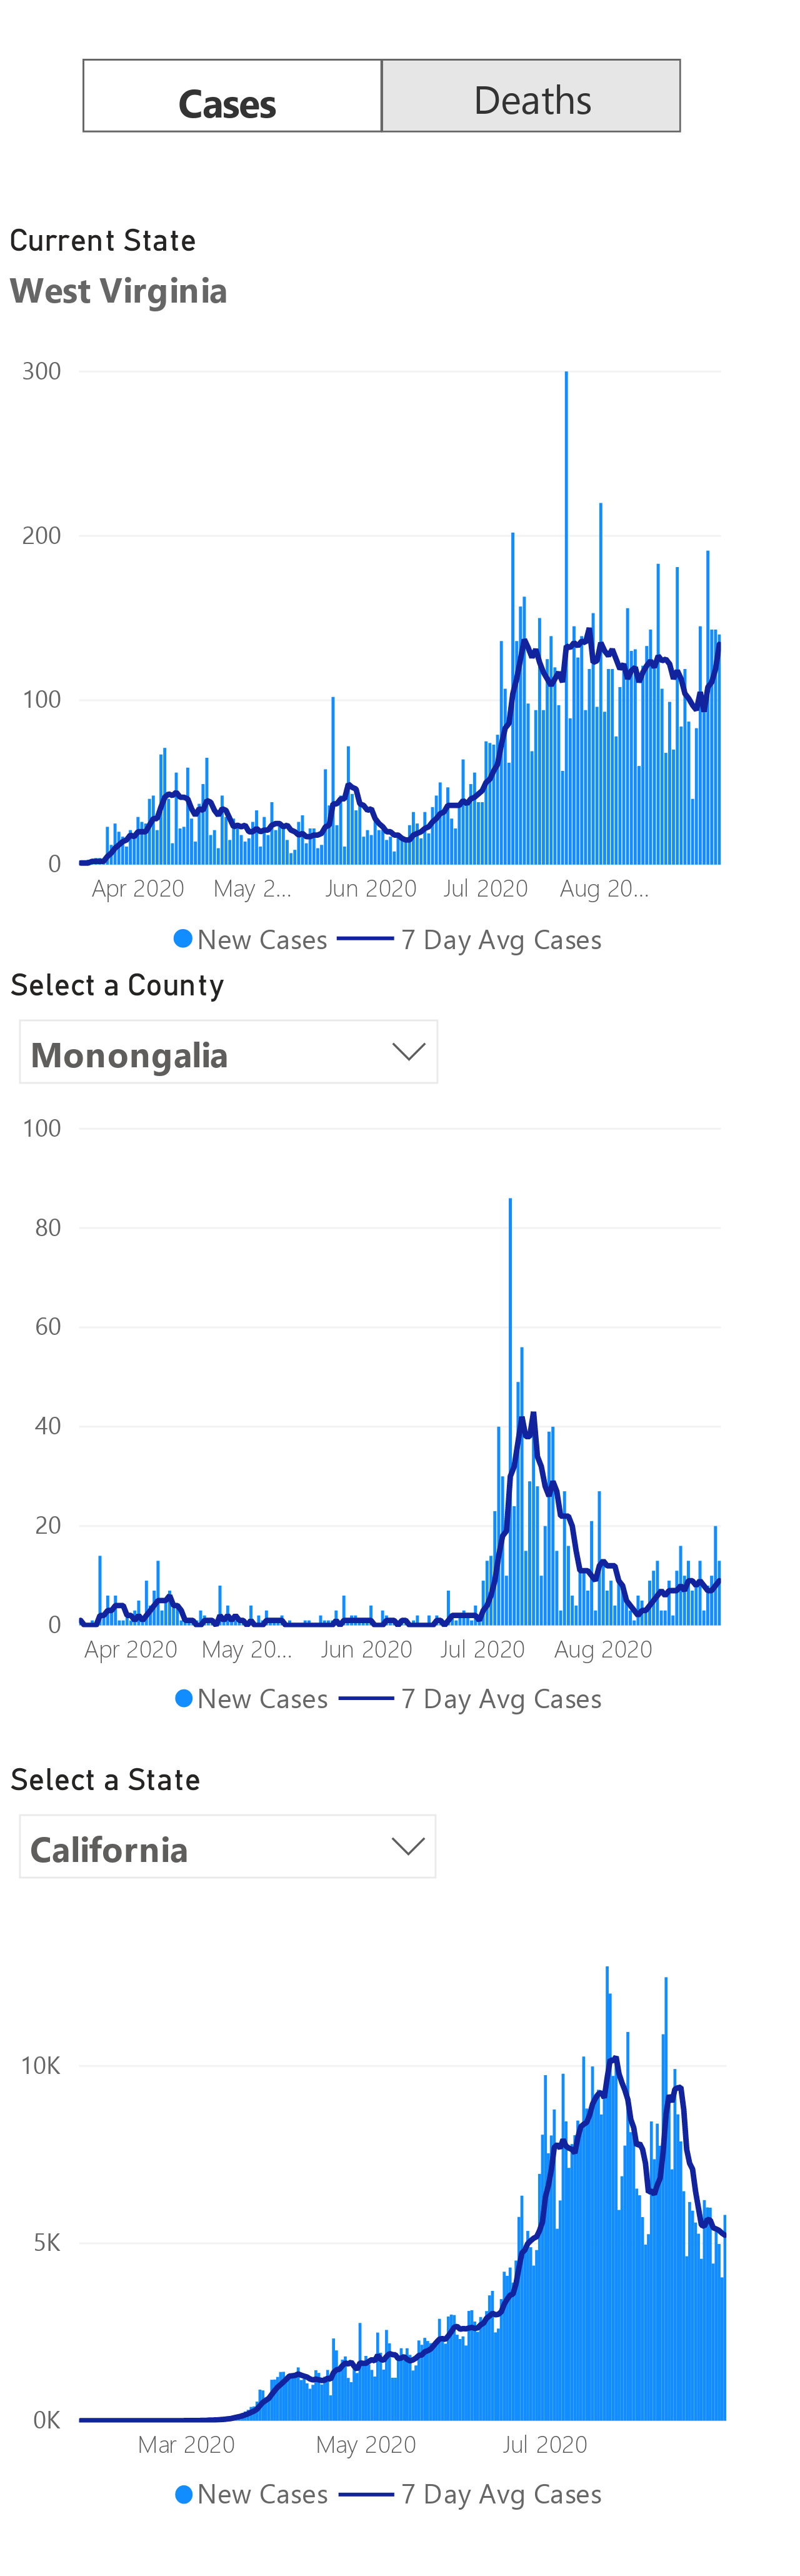 Cases Deaths
Current State
West Virginia
300
200
100
0
Apr 2020 May 2... Jun 2020 Jul 2020 Aug 20...
New Cases 7 Day Avg Cases
Select a County
Monongalia
100
80
60
40
20
0
Apr 2020 May 20... Jun 2020 Jul 2020 Aug 2020
New Cases 7 Day Avg Cases
Select a State
California
10K
5K
0K
Mar 2020 May 2020 Jul 2020
New Cases 7 Day Avg Cases